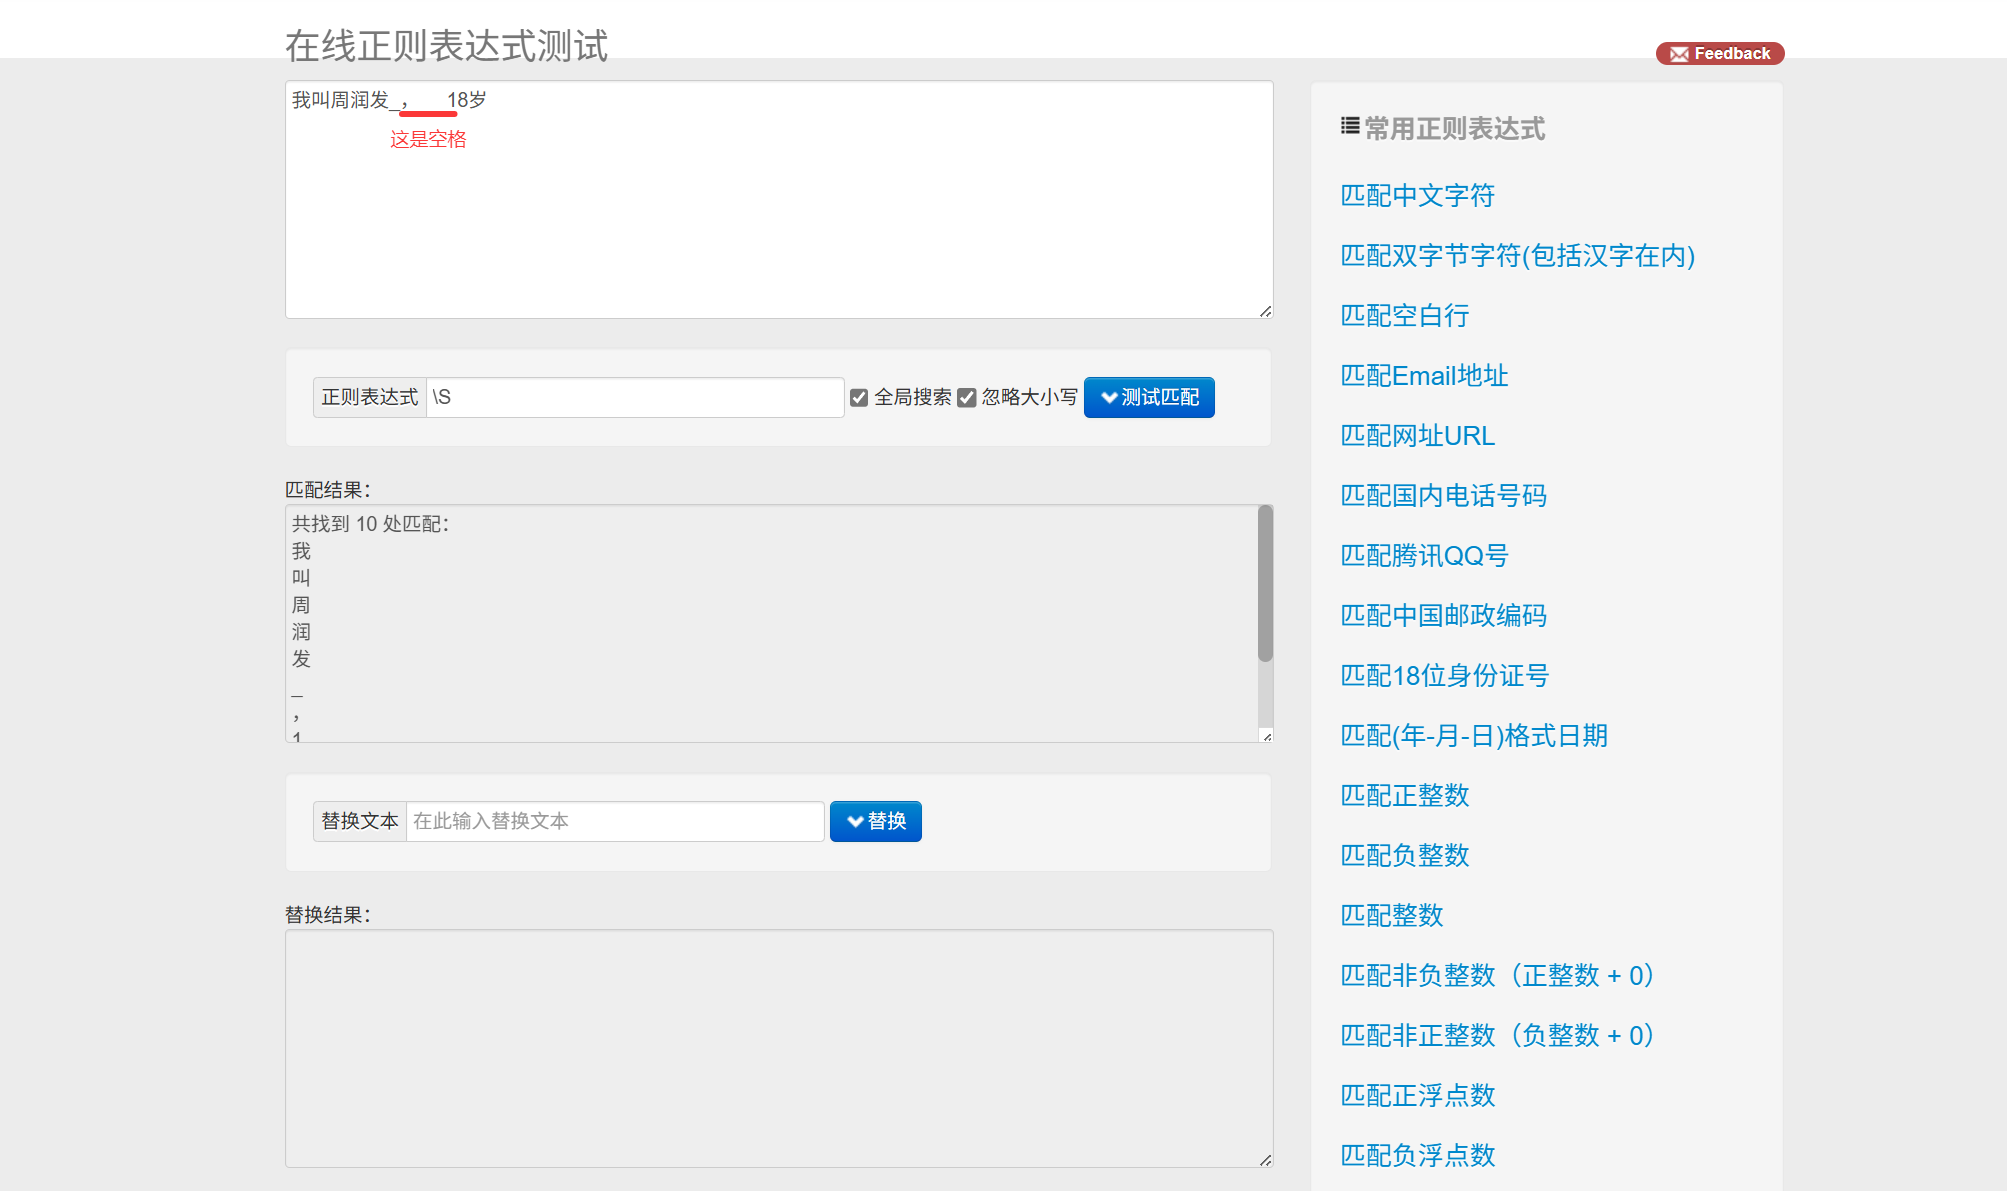 在线正则表达式测试
Feedback
我叫周润发_，  18岁
这是空格
正则表达式 \S 全局搜索 忽略大小写 测试匹配
匹配结果：
共找到 10 处匹配：
我
叫
周
润
发
_
，
1
替换文本 在此输入替换文本 替换
替换结果：
常用正则表达式
匹配中文字符
匹配双字节字符(包括汉字在内)
匹配空白行
匹配Email地址
匹配网址URL
匹配国内电话号码
匹配腾讯QQ号
匹配中国邮政编码
匹配18位身份证号
匹配(年-月-日)格式日期
匹配正整数
匹配负整数
匹配整数
匹配非负整数（正整数 + 0）
匹配非正整数（负整数 + 0）
匹配正浮点数
匹配负浮点数